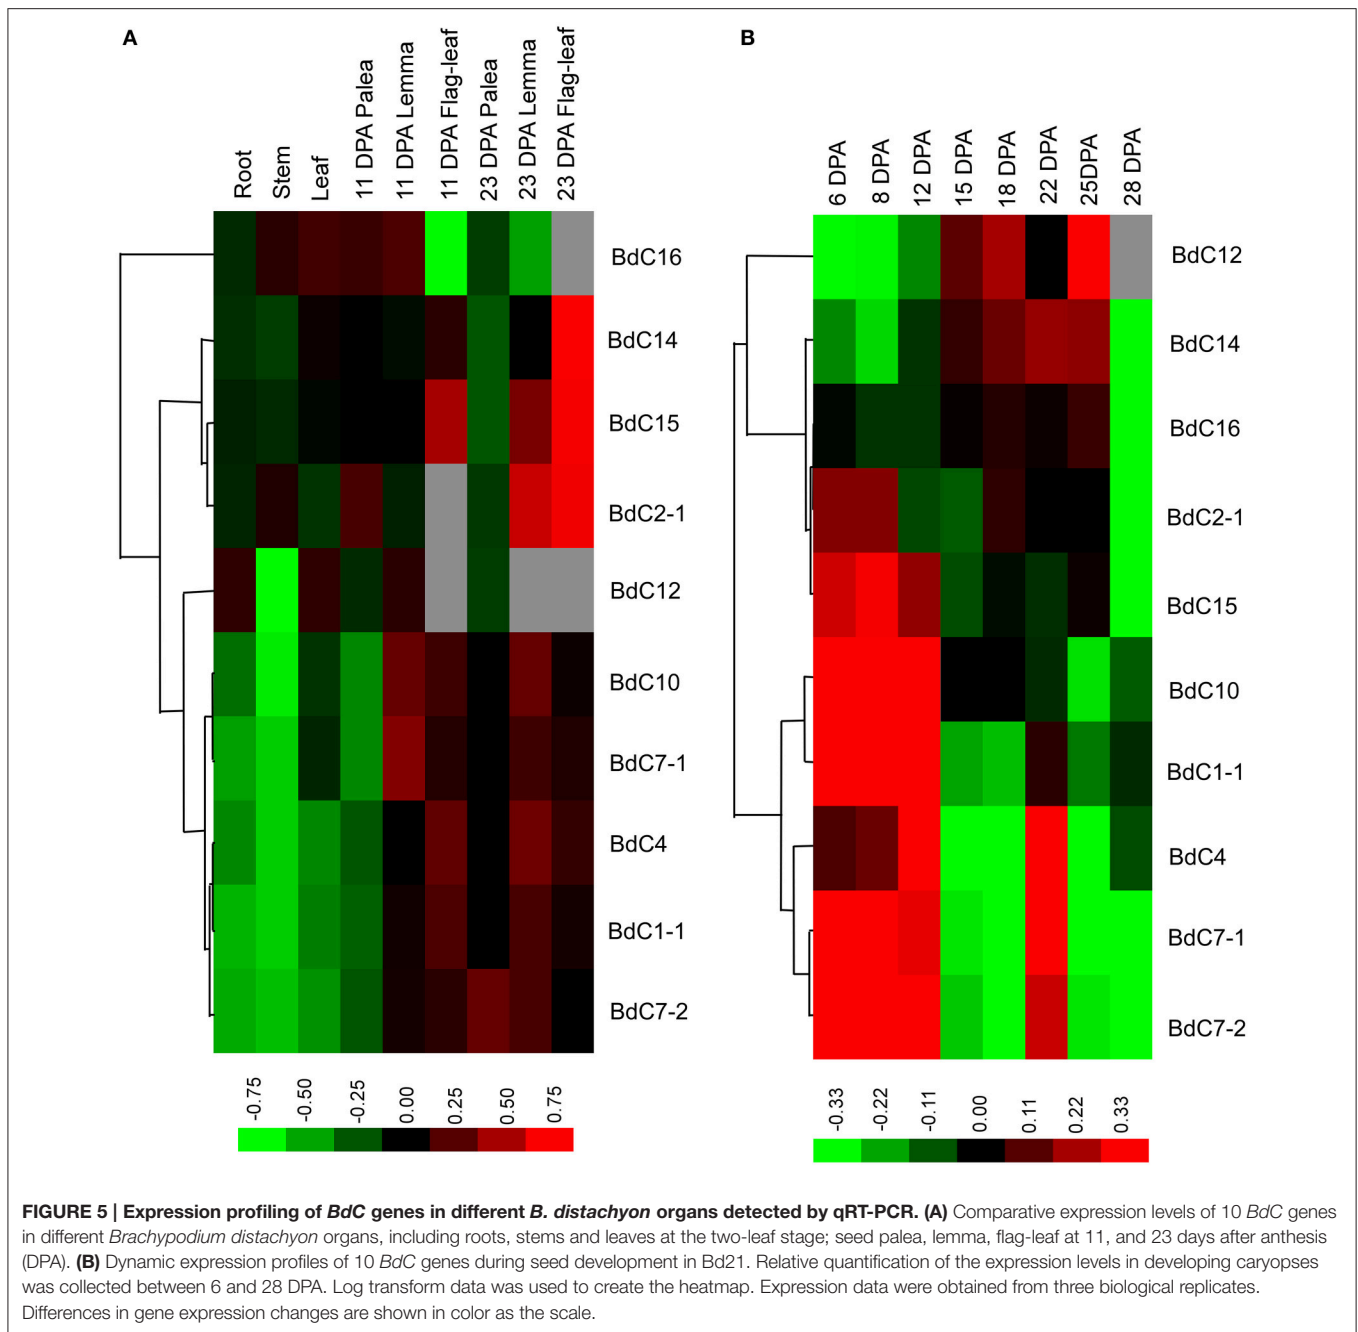 A
B
Root
Stem
Leaf
11 DPA Palea
11 DPA Lemma
11 DPA Flag-leaf
23 DPA Palea
23 DPA Lemma
23 DPA Flag-leaf
BdC16
BdC14
BdC15
BdC2-1
BdC12
BdC10
BdC7-1
BdC4
BdC1-1
BdC7-2
-0.75
-0.50
-0.25
0.00
0.25
0.50
0.75
6 DPA
8 DPA
12 DPA
15 DPA
18 DPA
22 DPA
25DPA
28 DPA
BdC12
BdC14
BdC16
BdC2-1
BdC15
BdC10
BdC1-1
BdC4
BdC7-1
BdC7-2
-0.33
-0.22
-0.11
0.00
0.11
0.22
0.33
FIGURE 5 | Expression profiling of BdC genes in different B. distachyon organs detected by qRT-PCR. (A) Comparative expression levels of 10 BdC genes
in different Brachypodium distachyon organs, including roots, stems and leaves at the two-leaf stage; seed palea, lemma, flag-leaf at 11, and 23 days after anthesis
(DPA). (B) Dynamic expression profiles of 10 BdC genes during seed development in Bd21. Relative quantification of the expression levels in developing caryopses
was collected between 6 and 28 DPA. Log transform data was used to create the heatmap. Expression data were obtained from three biological replicates.
Differences in gene expression changes are shown in color as the scale.